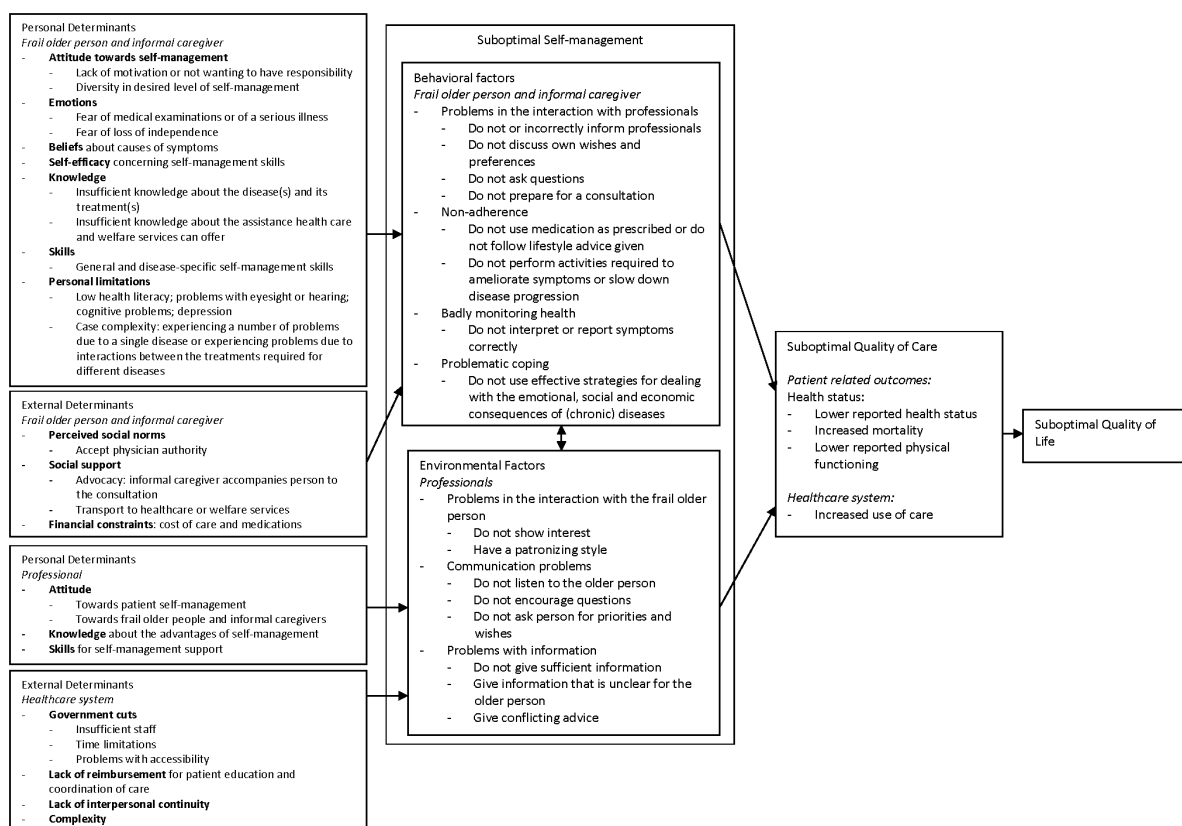 Personal Determinants
Frail older person and informal caregiver
- Attitude towards self-management
- Lack of motivation or not wanting to have responsibility
- Diversity in desired level of self-management
- Emotions
- Fear of medical examinations or of a serious illness
- Fear of loss of independence
- Beliefs about causes of symptoms
- Self-efficacy concerning self-management skills
- Knowledge
- Insufficient knowledge about the disease(s) and its
treatment(s)
- Insufficient knowledge about the assistance health care
and welfare services can offer
- Skills
- General and disease-specific self-management skills
- Personal limitations
- Low health literacy; problems with eyesight or hearing;
cognitive problems; depression
- Case complexity: experiencing a number of problems
due to a single disease or experiencing problems due to
interactions between the treatments required for
different diseases
External Determinants
Frail older person and informal caregiver
- Perceived social norms
- Accept physician authority
- Social support
- Advocacy: informal caregiver accompanies person to
the consultation
- Transport to healthcare or welfare services
- Financial constraints: cost of care and medications
Personal Determinants
Professional
- Attitude
- Towards patient self-management
- Towards frail older people and informal caregivers
- Knowledge about the advantages of self-management
- Skills for self-management support
External Determinants
Healthcare system
- Government cuts
- Insufficient staff
- Time limitations
- Problems with accessibility
- Lack of reimbursement for patient education and
coordination of care
- Lack of interpersonal continuity
- Complexity
Suboptimal Self-management
Behavioral factors
Frail older person and informal caregiver
- Problems in the interaction with professionals
- Do not or incorrectly inform professionals
- Do not discuss own wishes and
preferences
- Do not ask questions
- Do not prepare for a consultation
- Non-adherence
- Do not use medication as prescribed or do
not follow lifestyle advice given
- Do not perform activities required to
ameliorate symptoms or slow down
disease progression
- Badly monitoring health
- Do not interpret or report symptoms
correctly
- Problematic coping
- Do not use effective strategies for dealing
with the emotional, social and economic
consequences of (chronic) diseases
Environmental Factors
Professionals
- Problems in the interaction with the frail older
person
- Do not show interest
- Have a patronizing style
- Communication problems
- Do not listen to the older person
- Do not encourage questions
- Do not ask person for priorities and
wishes
- Problems with information
- Do not give sufficient information
- Give information that is unclear for the
older person
- Give conflicting advice
Suboptimal Quality of Care
Patient related outcomes:
Health status:
- Lower reported health status
- Increased mortality
- Lower reported physical
functioning
Healthcare system:
- Increased use of care
Suboptimal Quality of
Life